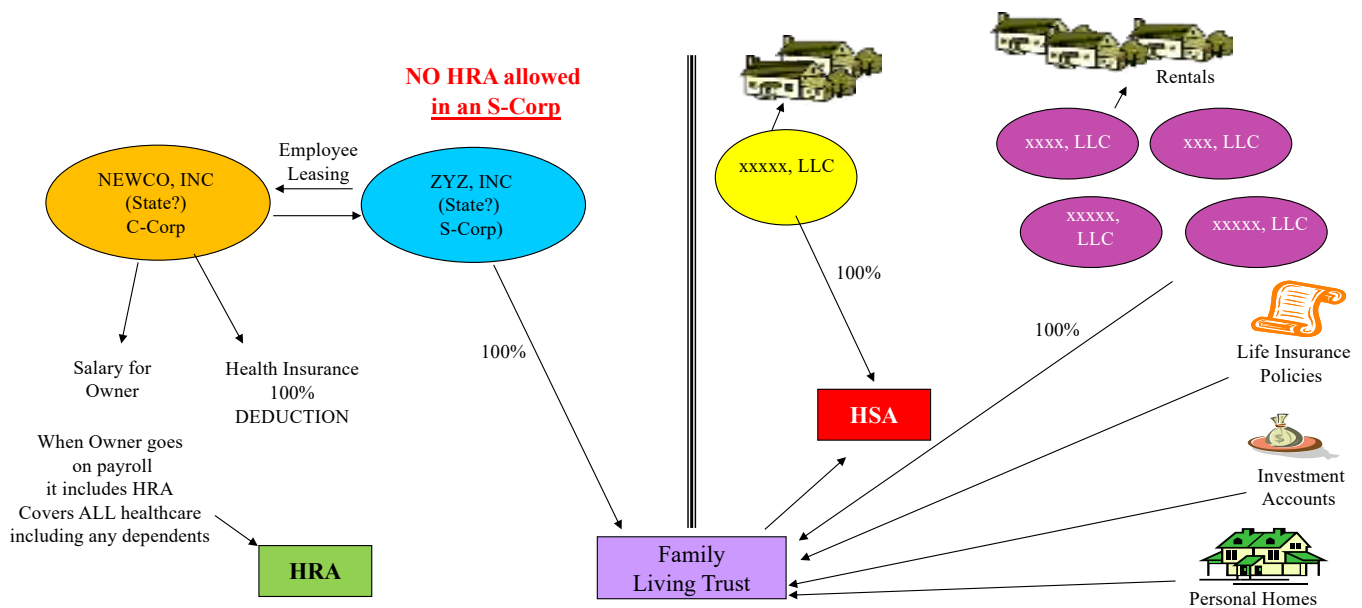 NO HRA allowed
in an S-Corp
Employee
Leasing
NEWCO, INC
(State?)
C-Corp
ZYZ, INC
(State?)
S-Corp)
Salary for
Owner
Health Insurance
100%
DEDUCTION
When Owner goes
on payroll
it includes HRA
Covers ALL healthcare
including any dependents
HRA
100%
Family
Living Trust
xxxxx, LLC
100%
HSA
Rentals
xxxx, LLC
xxx, LLC
xxxxx,
LLC
xxxxx, LLC
100%
Life Insurance
Policies
Investment
Accounts
Personal Homes